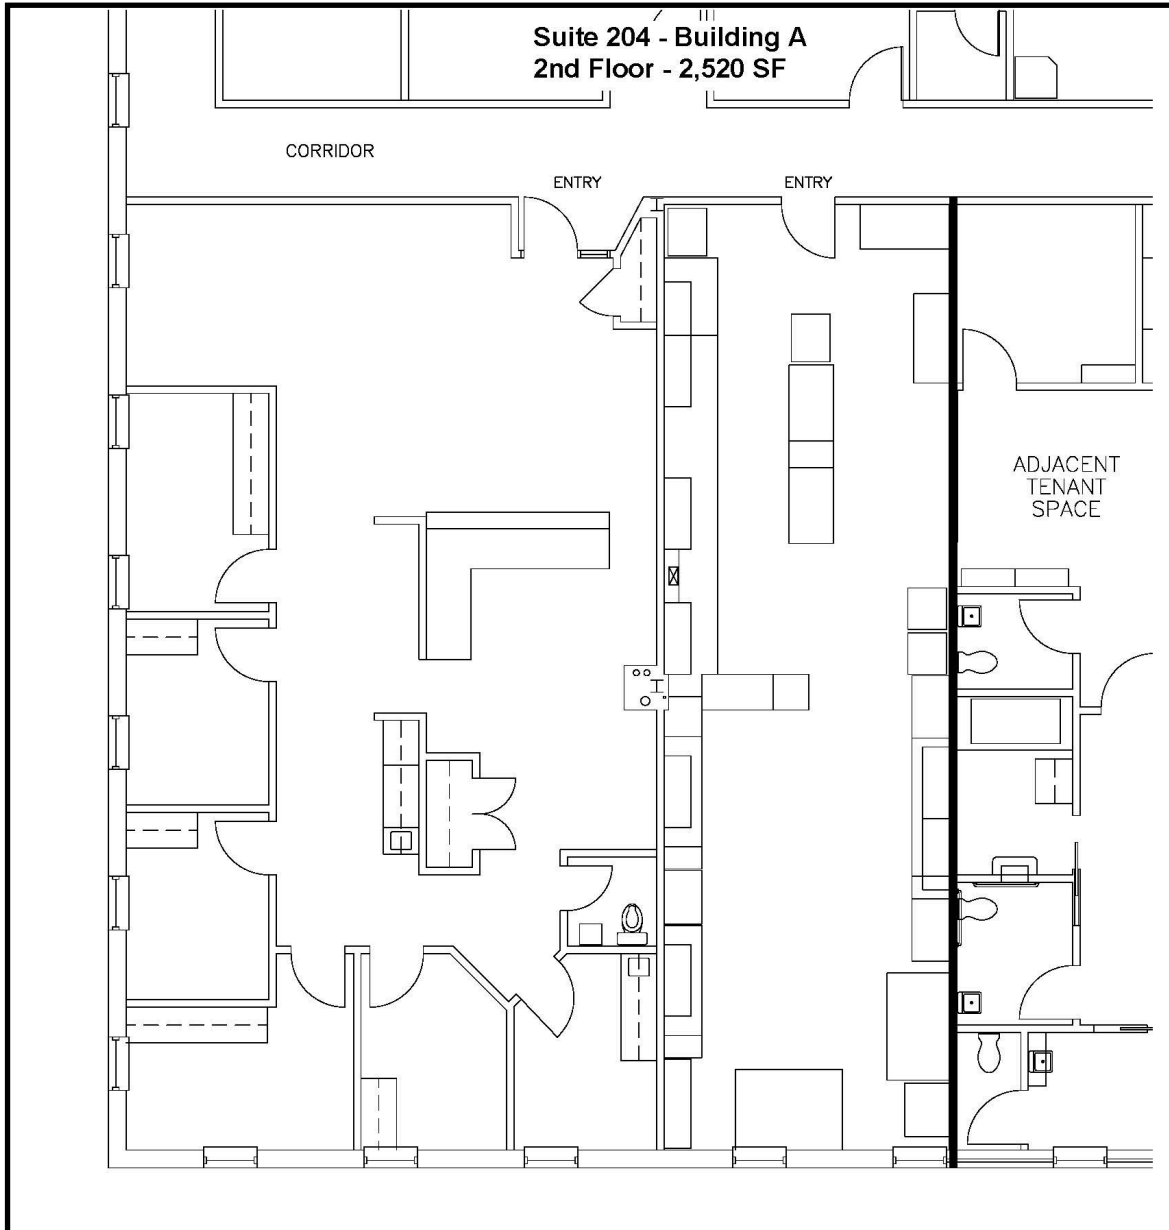 Suite 204 - Building A
2nd Floor - 2,520 SF
CORRIDOR
ENTRY
ENTRY
ADJACENT
TENANT
SPACE